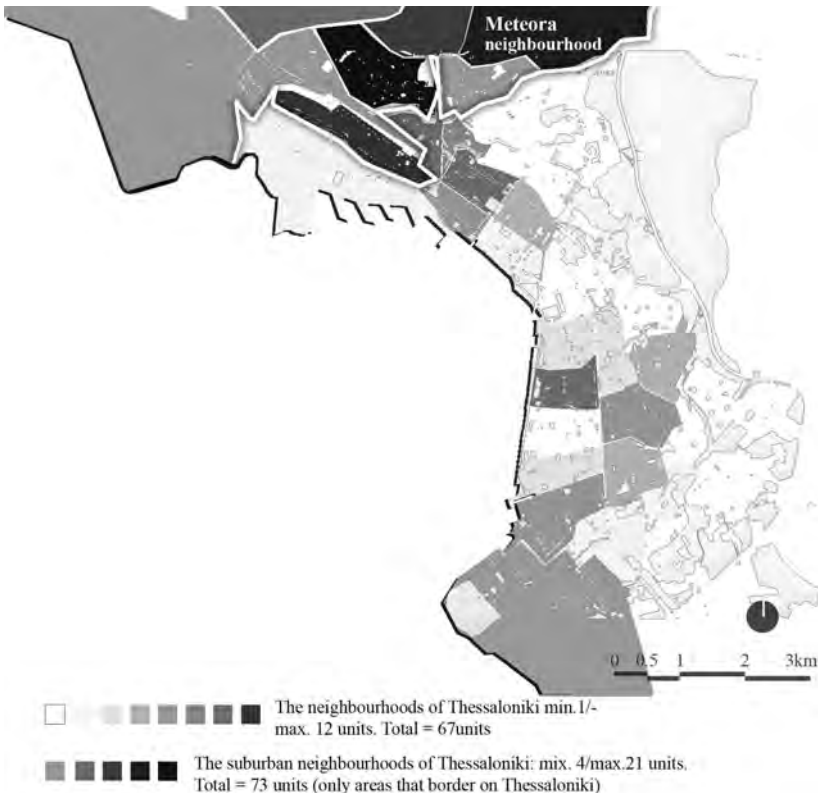 Meteora
neighbourhood
0 0.5 1 2 3km
The neighbourhoods of Thessaloniki min.1/-
max. 12 units. Total = 67units
The suburban neighbourhoods of Thessaloniki: mix. 4/max.21 units.
Total = 73 units (only areas that border on Thessaloniki)